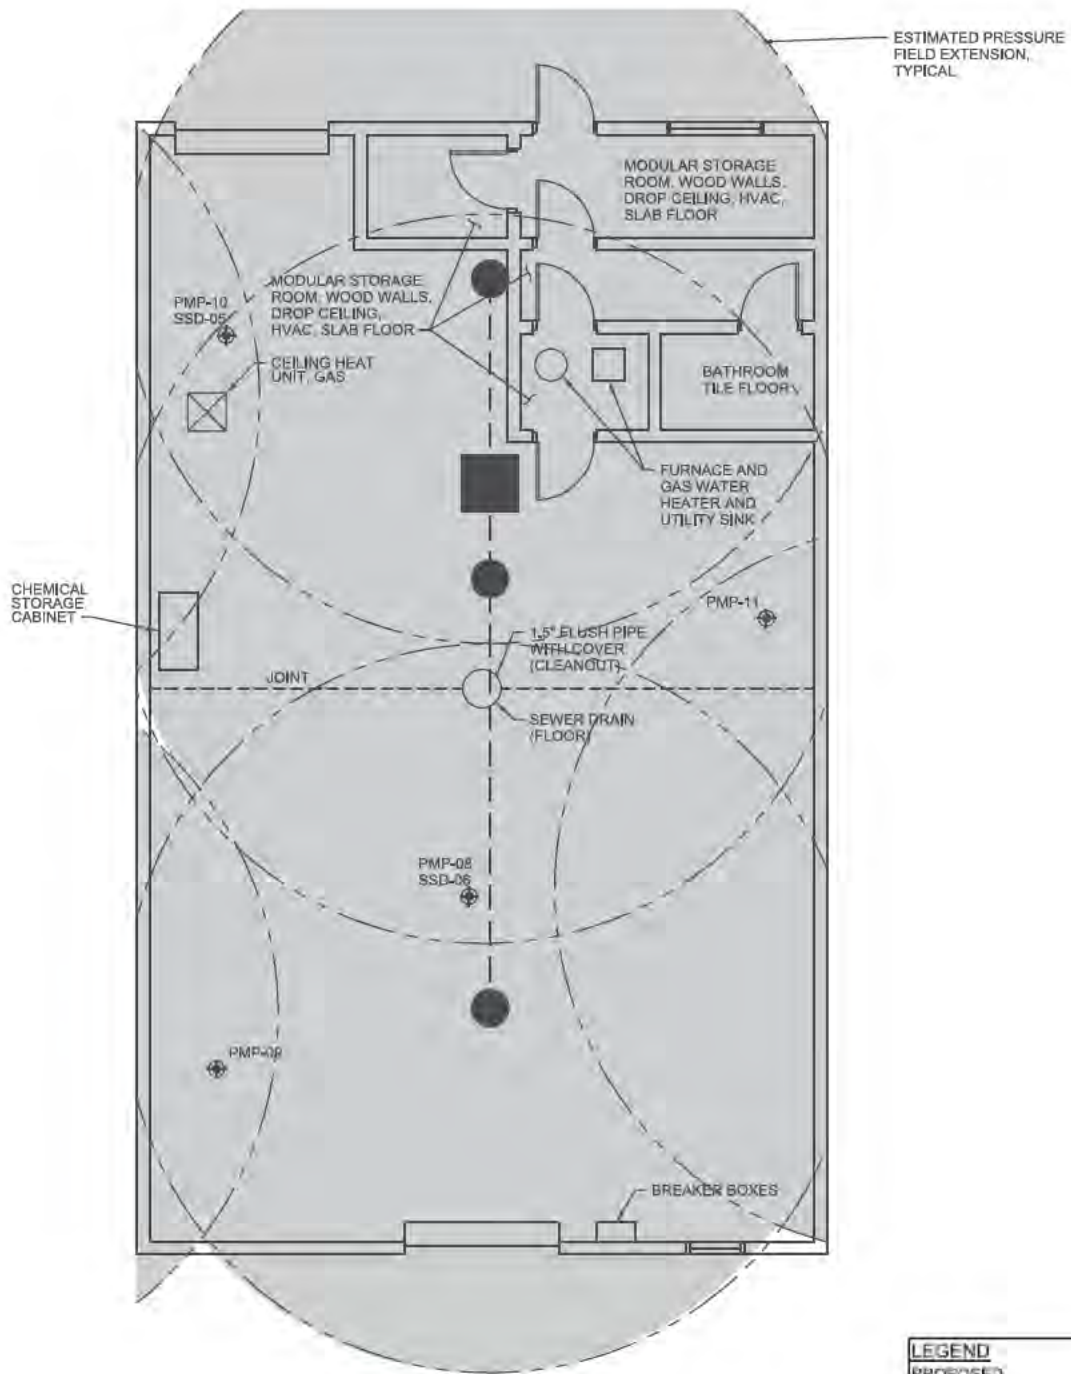 ESTIMATED PRESSURE
FIELD EXTENSION,
TYPICAL
MODULAR STORAGE
ROOM, WOOD WALLS,
DROP CEILING, HVAC,
SLAB FLOOR
MODULAR STORAGE
ROOM, WOOD WALLS,
DROP CEILING,
HVAC, SLAB FLOOR
PMP-10
SSD-05
CEILING HEAT
UNIT, GAS
BATHROOM
TILE FLOOR
FURNACE AND
GAS WATER
HEATER AND
UTILITY SINK
CHEMICAL
STORAGE
CABINET
PMP-11
1.5" FLUSH PIPE
WITH COVER
(CLEANOUT)
JOINT
SEWER DRAIN
(FLOOR)
PMP-08
SSD-06
PMP-09
BREAKER BOXES
LEGEND
PROPOSED